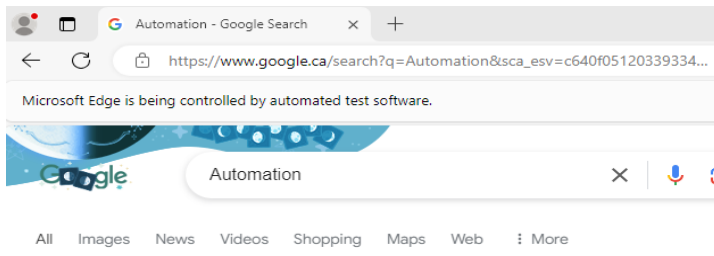 Automation - Google Search
https://www.google.ca/search?q=Automation&sca_esv=c640f05120339334...
Microsoft Edge is being controlled by automated test software.
Google
Automation
All Images News Videos Shopping Maps Web More